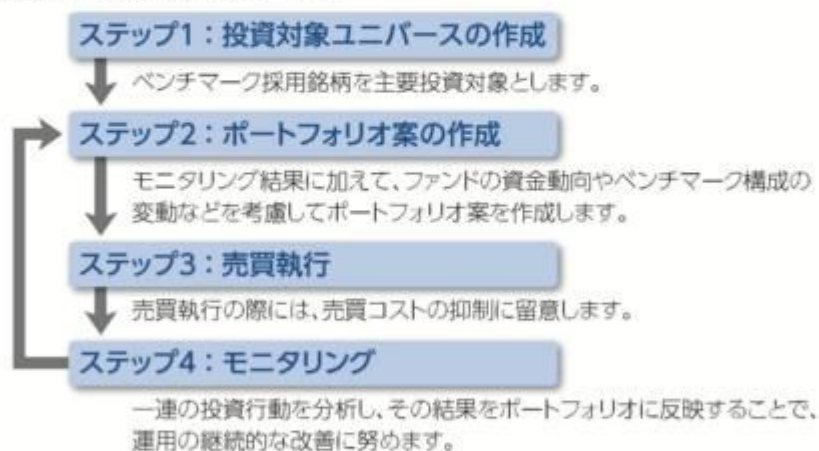 ステップ1：投資対象ユニバースの作成
ベンチマーク採用銘柄を主要投資対象とします。
ステップ2：ポートフォリオ案の作成
モニタリング結果に加えて、ファンドの資金動向やベンチマーク構成の
変動などを考慮してポートフォリオ案を作成します。
ステップ3：売買執行
売買執行の際には、売買コストの抑制に留意します。
ステップ4：モニタリング
一連の投資行動を分析し、その結果をポートフォリオに反映することで、
運用の継続的な改善に努めます。